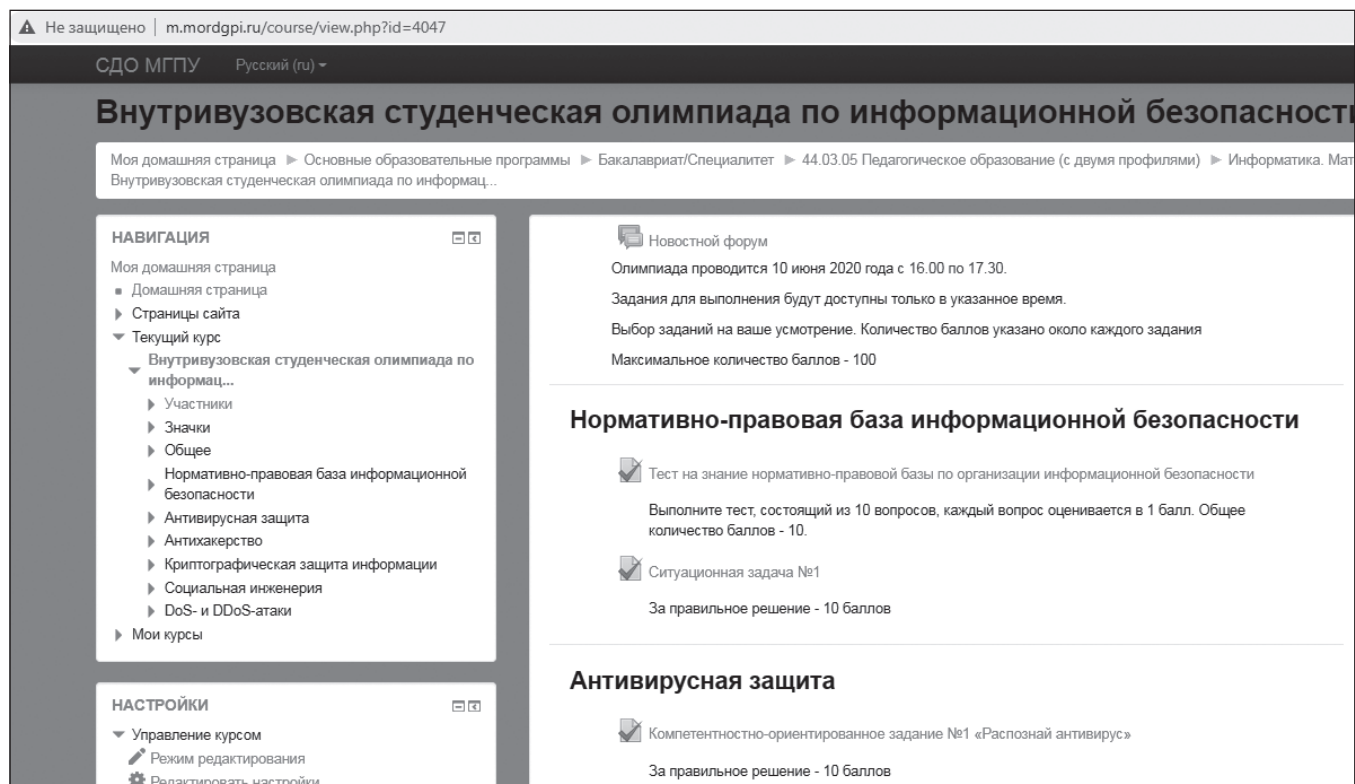 Не защищено | m.mordgpi.ru/course/view.php?id=4047
СДО МГПУ Русский (ru)
Внутривузовская студенческая олимпиада по информационной безопасности
Моя домашняя страница ► Основные образовательные программы ► Бакалавриат/Специалитет ► 44.03.05 Педагогическое образование (с двумя профилями) ► Информатика. Мат
Внутривузовская студенческая олимпиада по информац...
НАВИГАЦИЯ
Моя домашняя страница
Домашняя страница
Страницы сайта
Текущий курс
Внутривузовская студенческая олимпиада по
информац...
Участники
Значки
Общее
Нормативно-правовая база информационной
безопасности
Антивирусная защита
Антихакерство
Криптографическая защита информации
Социальная инженерия
DoS- и DDoS-атаки
Мои курсы
НАСТРОЙКИ
Управление курсом
Режим редактирования
Редактировать настройки
Новостной форум
Олимпиада проводится 10 июня 2020 года с 16.00 по 17.30.
Задания для выполнения будут доступны только в указанное время.
Выбор заданий на ваше усмотрение. Количество баллов указано около каждого задания
Максимальное количество баллов - 100
Нормативно-правовая база информационной безопасности
Тест на знание нормативно-правовой базы по организации информационной безопасности
Выполните тест, состоящий из 10 вопросов, каждый вопрос оценивается в 1 балл. Общее
количество баллов - 10.
Ситуационная задача №1
За правильное решение - 10 баллов
Антивирусная защита
Компетентностно-ориентированное задание №1 «Распознай антивирус»
За правильное решение - 10 баллов